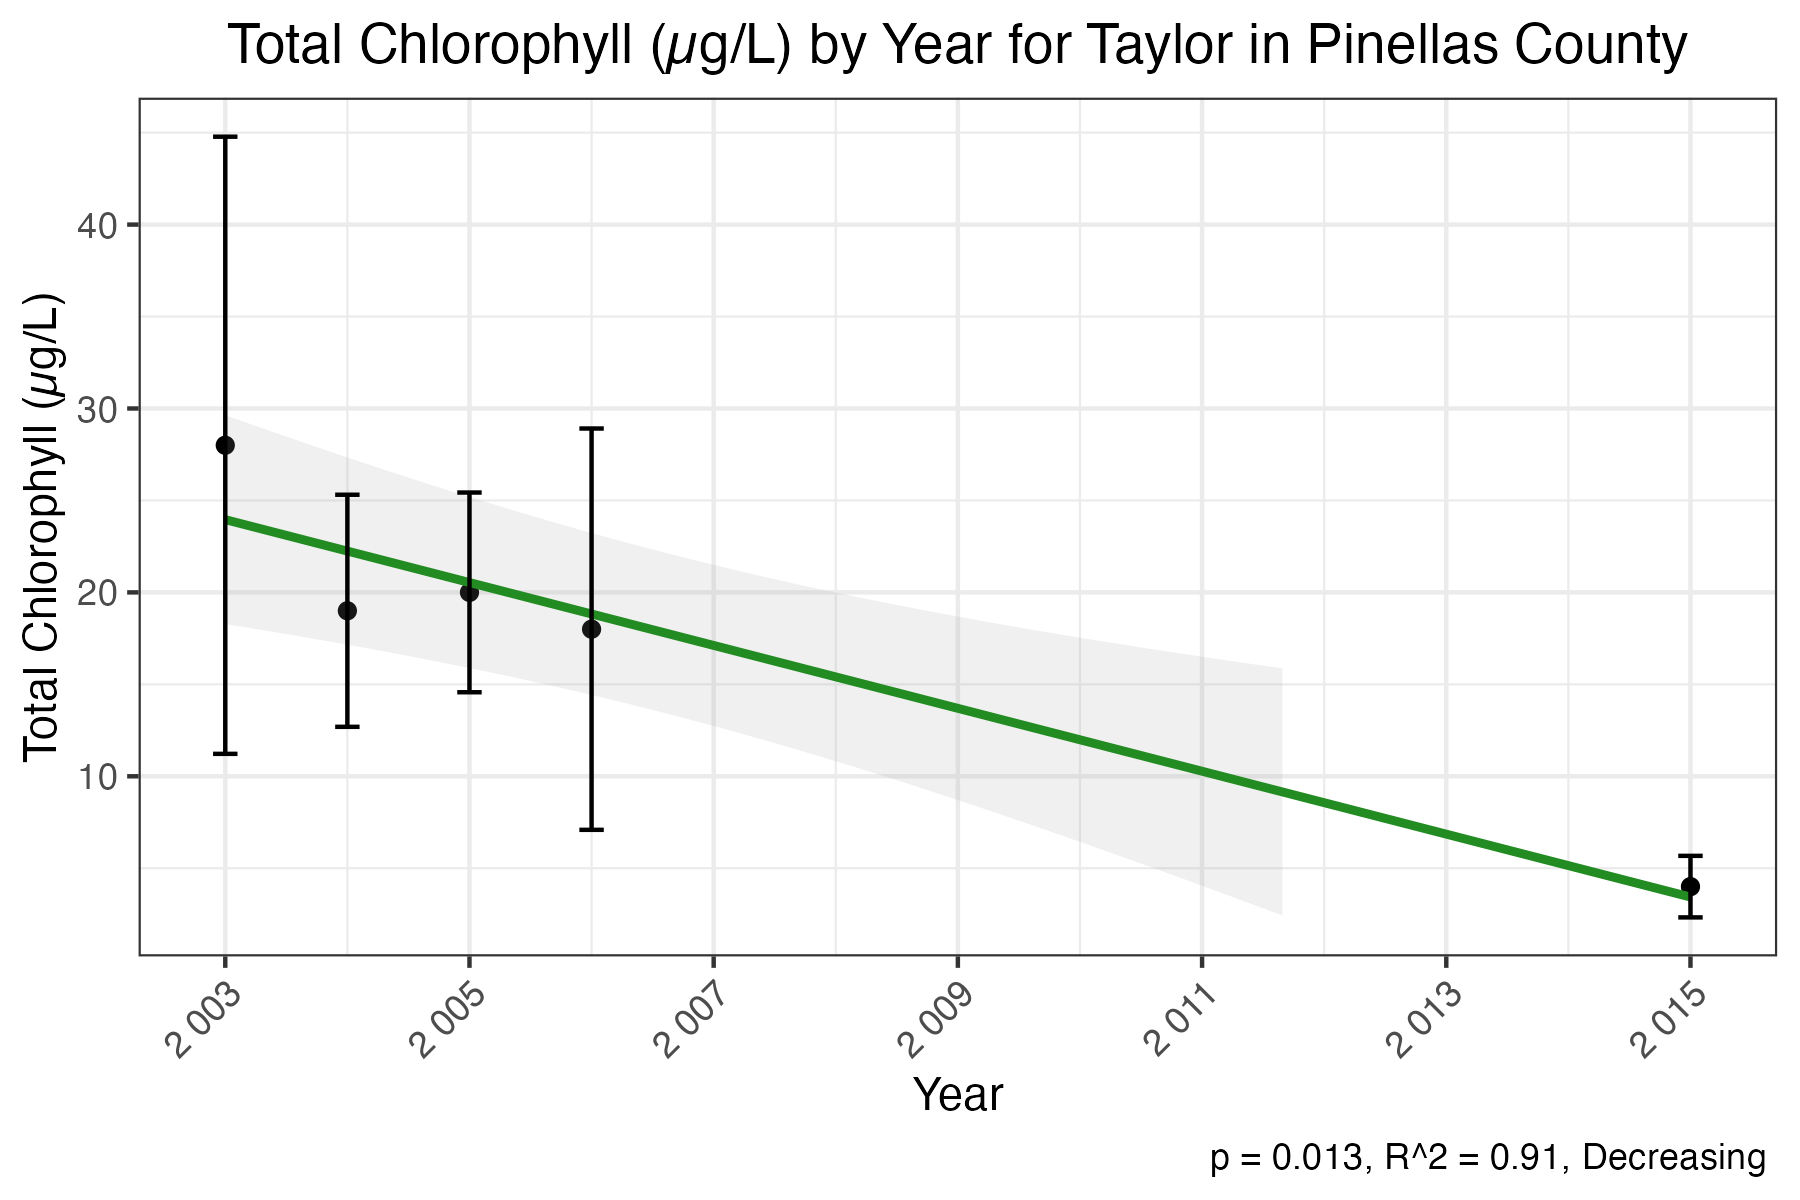 Total Chlorophyll (µg/L) by Year for Taylor in Pinellas County
Total Chlorophyll (µg/L)
40
30
20
10
2 003
2 005
2 007
2 009
2 011
2 013
2 015
Year
p = 0.013, R^2 = 0.91, Decreasing